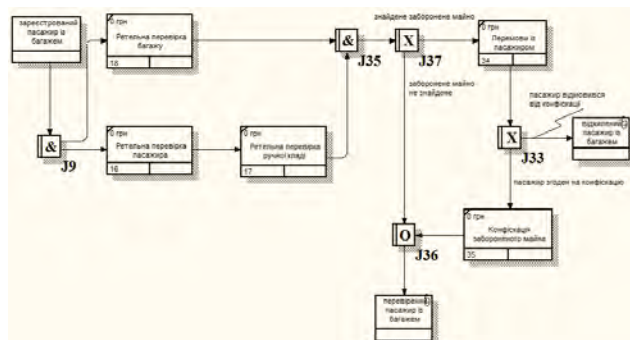 зареєстрований
пасажир із
багажем
0 грн
Ретельна перевірка
багажу
18
&
J9
0 грн
Ретельна перевірка
пасажира
16
0 грн
Ретельна перевірка
ручної кладі
17
&
J35
знайдене заборонене майно
X
J37
0 грн
Перемови із
пасажиром
34
заборонене майно
не знайдене
пасажир відмовився
від конфіскації
X
J33
відхилений
пасажир із
багажем
пасажир згоден на конфіскацію
0 грн
Конфіскація
забороненого майна
35
O
J36
перевірений
пасажир із
багажем